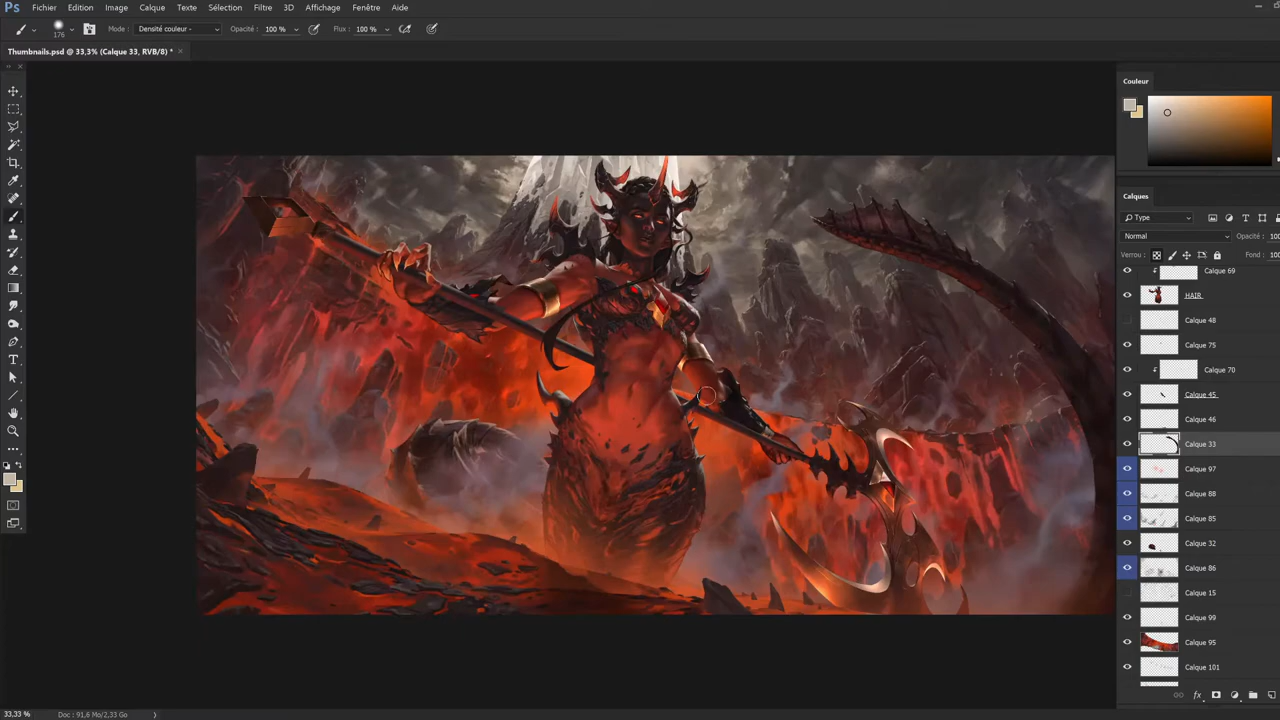 Ps Fichier Edition Image Calque Texte Sélection Filtre 3D Affichage Fenêtre Aide
176 Mode : Densité couleur - Opacité : 100 % Flux : 100 %
Thumbnails.psd @ 33,3% (Calque 33, RVB/8) * ×
Couleur
Calques
Type
Normal Opacité : 100
Verrou : Fond : 100
Calque 69
HAIR
Calque 48
Calque 75
Calque 70
Calque 45
Calque 46
Calque 33
Calque 97
Calque 88
Calque 85
Calque 32
Calque 86
Calque 15
Calque 99
Calque 95
Calque 101
fx
33,33 % Doc : 91,6 Mo/2,33 Go